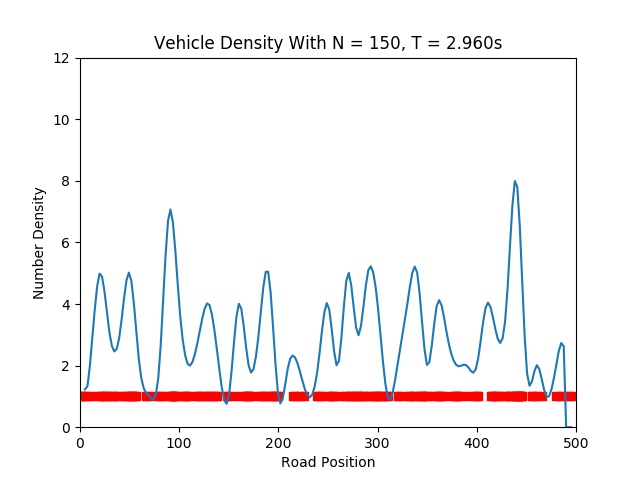 Vehicle Density With N = 150, T = 2.960s
12
10
8
6
4
2
0
Number Density
0 100 200 300 400 500
Road Position